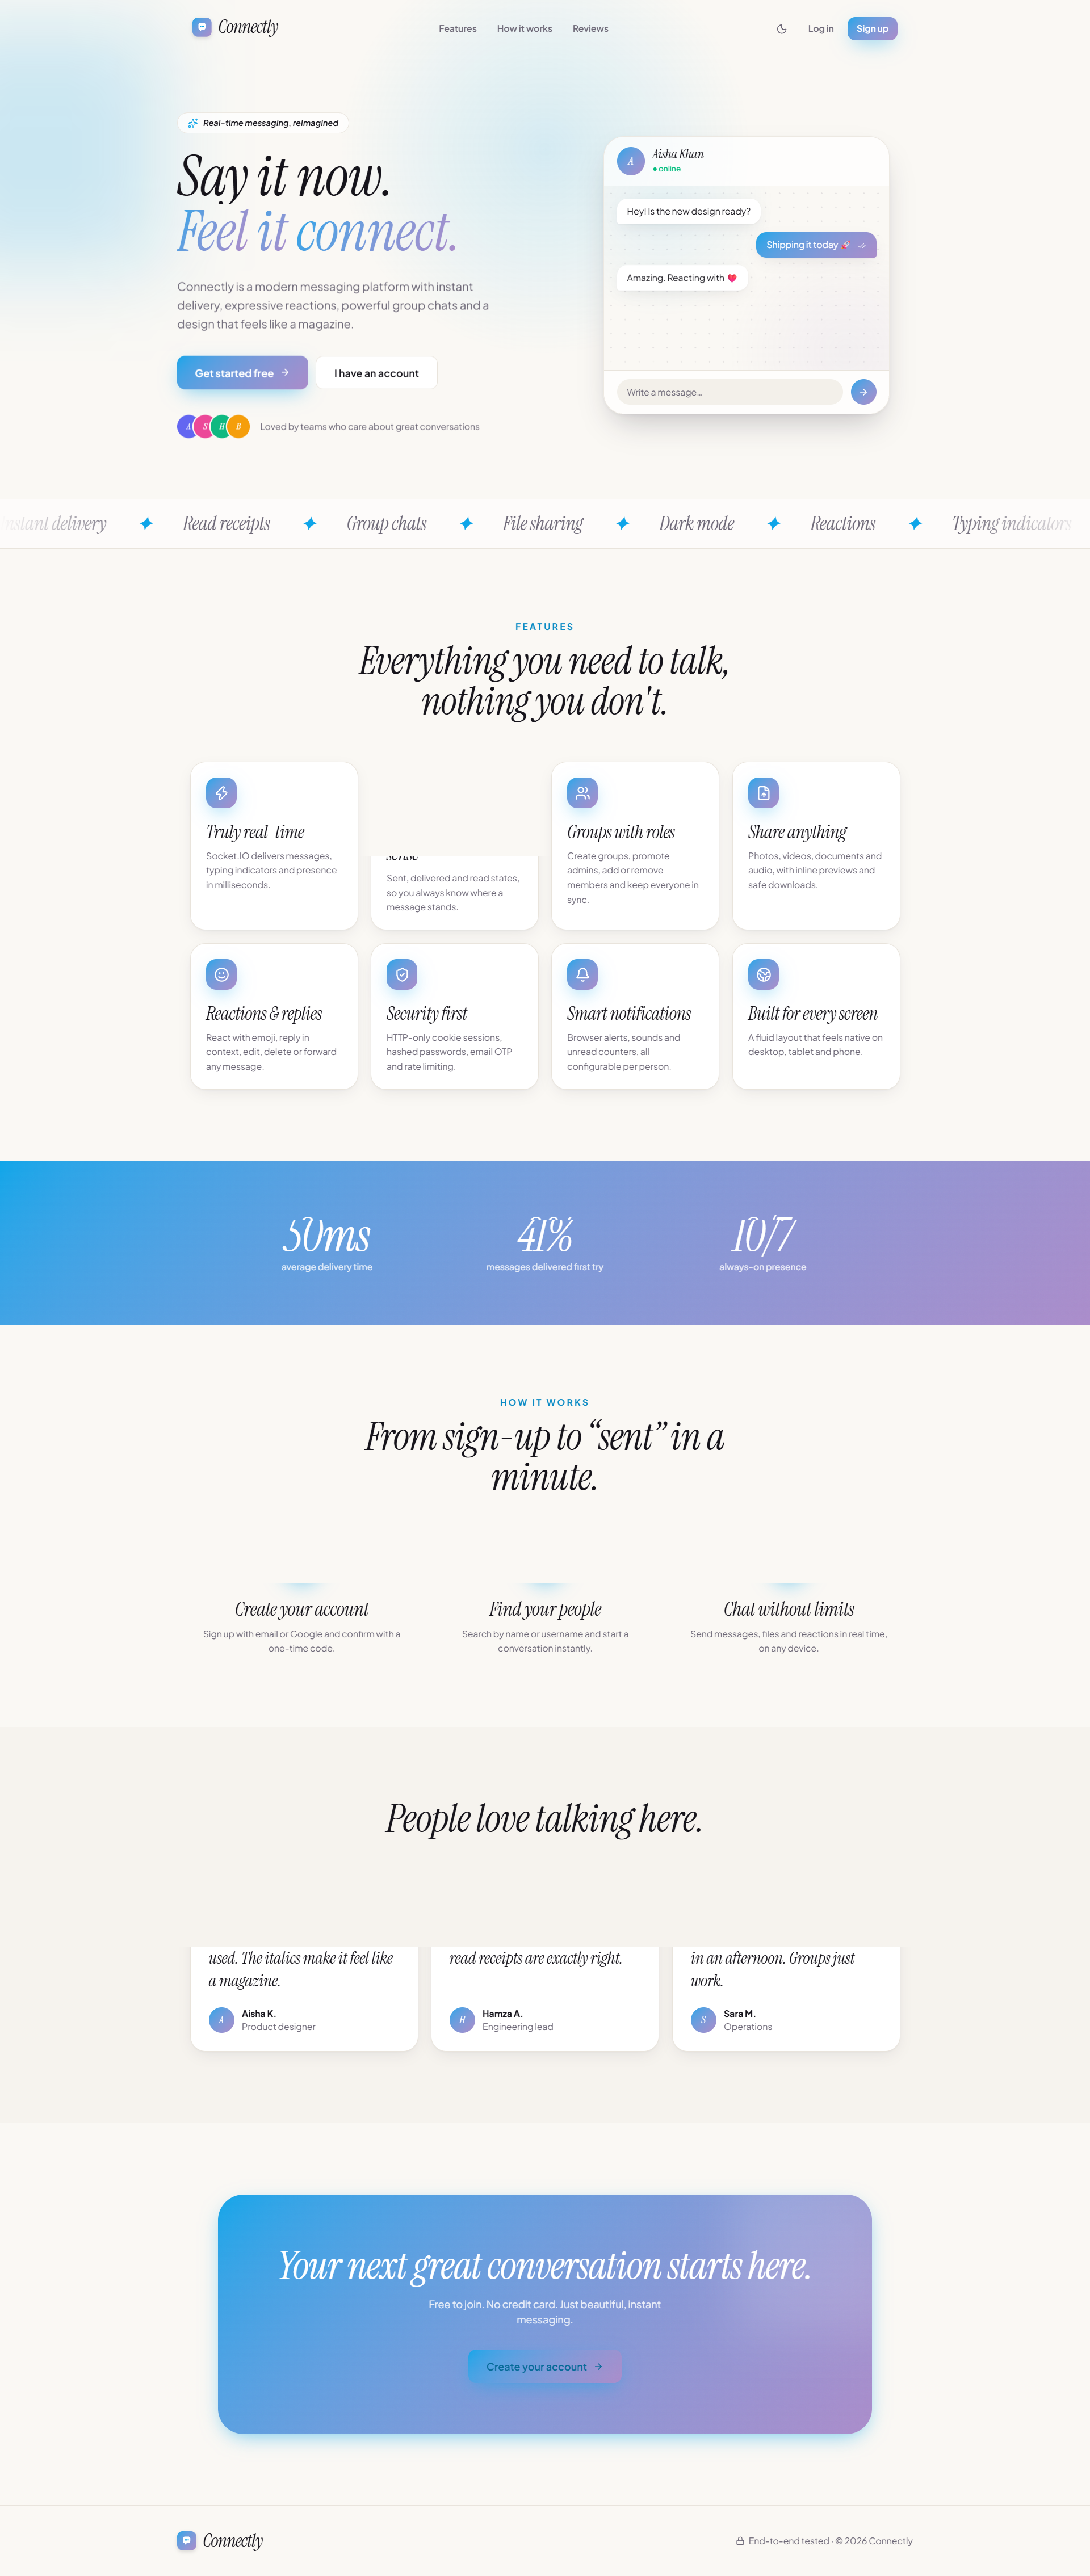 Connectly
Features
How it works
Reviews
Log in
Sign up
Real-time messaging, reimagined
Say it now.
Feel it connect.
Connectly is a modern messaging platform with instant
delivery, expressive reactions, powerful group chats and a
design that feels like a magazine.
Get started free
I have an account
A
S
H
B
Loved by teams who care about great conversations
A
Aisha Khan
online
Hey! Is the new design ready?
Shipping it today 🚀
Amazing. Reacting with ❤️
Write a message...
instant delivery
Read receipts
Group chats
File sharing
Dark mode
Reactions
Typing indicators
FEATURES
Everything you need to talk,
nothing you don't.
Truly real-time
Socket.IO delivers messages,
typing indicators and presence
in milliseconds.
sense
Sent, delivered and read states,
so you always know where a
message stands.
Groups with roles
Create groups, promote
admins, add or remove
members and keep everyone in
sync.
Share anything
Photos, videos, documents and
audio, with inline previews and
safe downloads.
Reactions & replies
React with emoji, reply in
context, edit, delete or forward
any message.
Security first
HTTP-only cookie sessions,
hashed passwords, email OTP
and rate limiting.
Smart notifications
Browser alerts, sounds and
unread counters, all
configurable per person.
Built for every screen
A fluid layout that feels native on
desktop, tablet and phone.
50ms
average delivery time
41%
messages delivered first try
10/7
always-on presence
HOW IT WORKS
From sign-up to “sent” in a
minute.
Create your account
Sign up with email or Google and confirm with a
one-time code.
Find your people
Search by name or username and start a
conversation instantly.
Chat without limits
Send messages, files and reactions in real time,
on any device.
People love talking here.
used. The italics make it feel like
a magazine.
A
Aisha K.
Product designer
read receipts are exactly right.
H
Hamza A.
Engineering lead
in an afternoon. Groups just
work.
S
Sara M.
Operations
Your next great conversation starts here.
Free to join. No credit card. Just beautiful, instant
messaging.
Create your account
Connectly
End-to-end tested · © 2026 Connectly